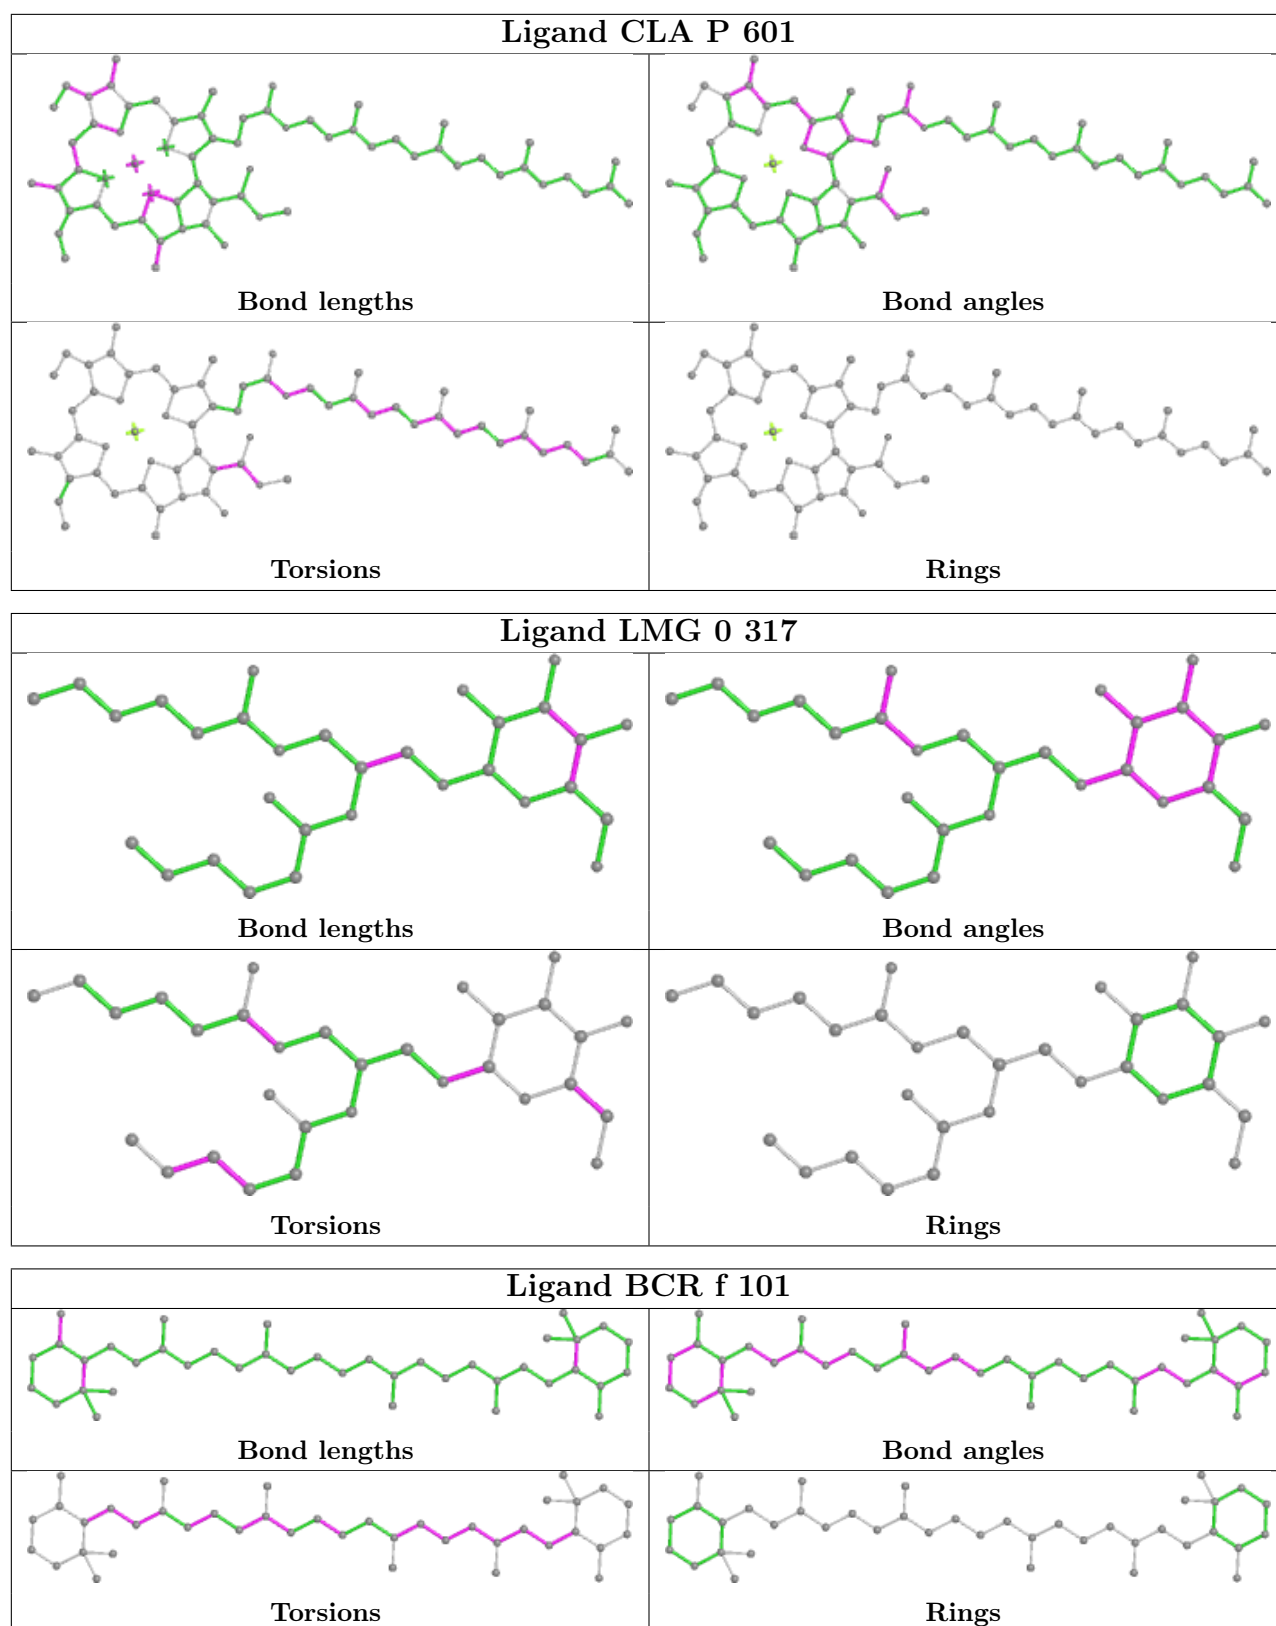 Ligand CLA P 601
Bond lengths
Bond angles
Torsions
Rings
Ligand LMG 0 317
Bond lengths
Bond angles
Torsions
Rings
Ligand BCR f 101
Bond lengths
Bond angles
Torsions
Rings